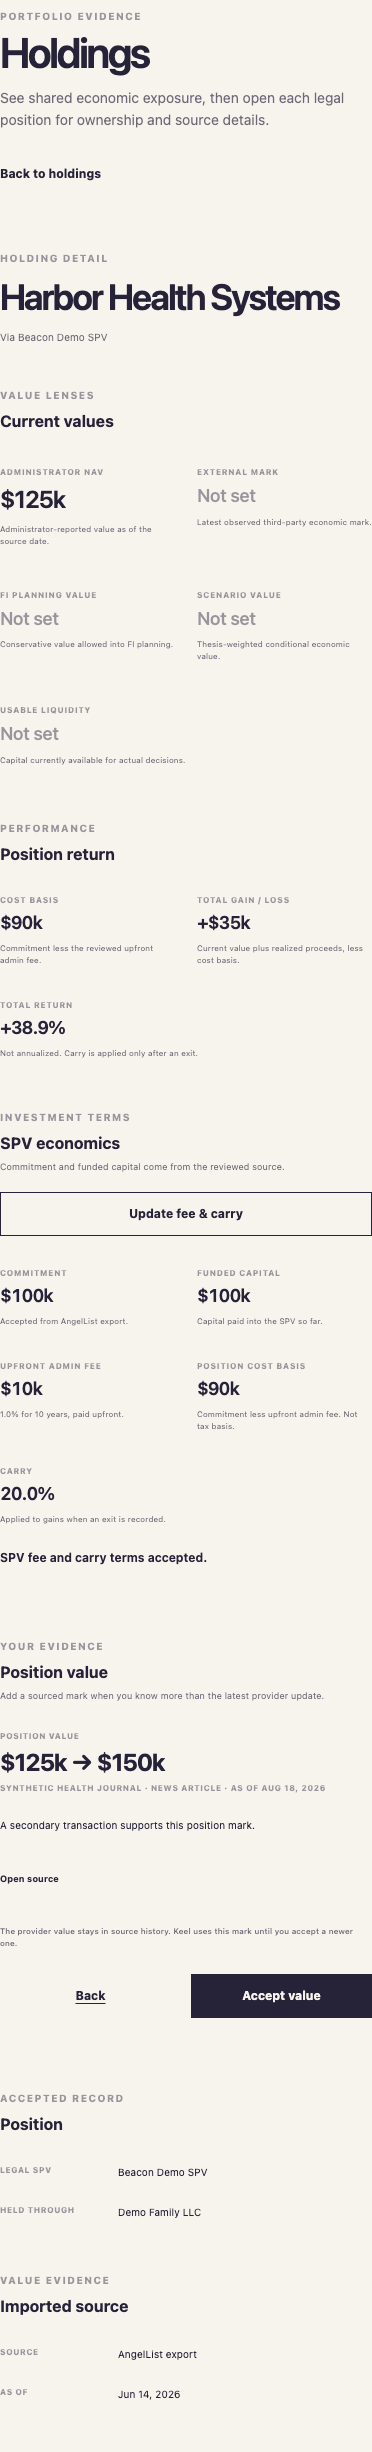 PORTFOLIO EVIDENCE
Holdings
See shared economic exposure, then open each legal
position for ownership and source details.
Back to holdings
HOLDING DETAIL
Harbor Health Systems
Via Beacon Demo SPV
VALUE LENSES
Current values
ADMINISTRATOR NAV
$125k
Administrator-reported value as of the
source date.
EXTERNAL MARK
Not set
Latest observed third-party economic mark.
FI PLANNING VALUE
Not set
Conservative value allowed into FI planning.
SCENARIO VALUE
Not set
Thesis-weighted conditional economic
value.
USABLE LIQUIDITY
Not set
Capital currently available for actual decisions.
PERFORMANCE
Position return
COST BASIS
$90k
Commitment less the reviewed upfront
admin fee.
TOTAL GAIN / LOSS
+$35k
Current value plus realized proceeds, less
cost basis.
TOTAL RETURN
+38.9%
Not annualized. Carry is applied only after an exit.
INVESTMENT TERMS
SPV economics
Commitment and funded capital come from the reviewed source.
Update fee & carry
COMMITMENT
$100k
Accepted from AngelList export.
FUNDED CAPITAL
$100k
Capital paid into the SPV so far.
UPFRONT ADMIN FEE
$10k
1.0% for 10 years, paid upfront.
POSITION COST BASIS
$90k
Commitment less upfront admin fee. Not
tax basis.
CARRY
20.0%
Applied to gains when an exit is recorded.
SPV fee and carry terms accepted.
YOUR EVIDENCE
Position value
Add a sourced mark when you know more than the latest provider update.
POSITION VALUE
$125k → $150k
SYNTHETIC HEALTH JOURNAL · NEWS ARTICLE · AS OF AUG 18, 2026
A secondary transaction supports this position mark.
Open source
The provider value stays in source history. Keel uses this mark until you accept a newer
one.
Back
Accept value
ACCEPTED RECORD
Position
LEGAL SPV
Beacon Demo SPV
HELD THROUGH
Demo Family LLC
VALUE EVIDENCE
Imported source
SOURCE
AngelList export
AS OF
Jun 14, 2026